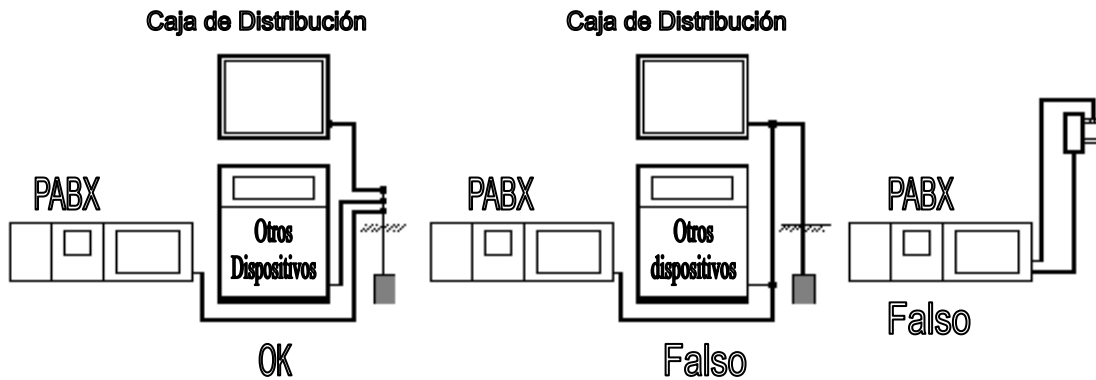 Caja de Distribución
PABX
Otros
Dispositivos
OK
Caja de Distribución
PABX
Otros
dispositivos
Falso
PABX
Falso